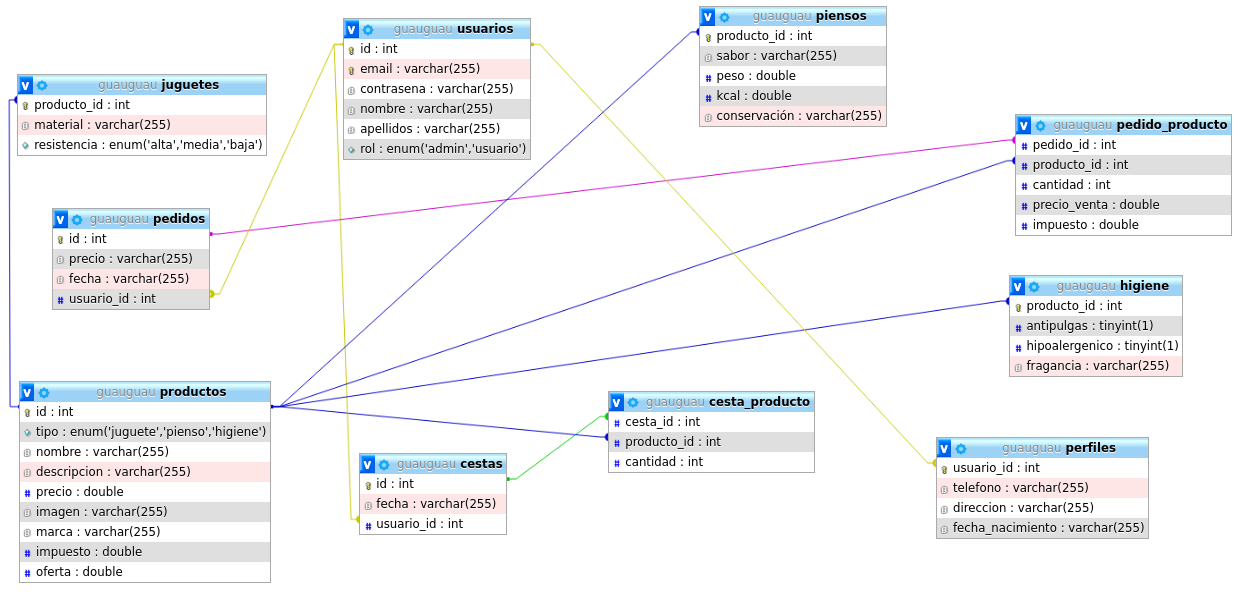 guauguau juguetes
producto_id : int
material : varchar(255)
resistencia : enum('alta','media','baja')
guauguau usuarios
id : int
email : varchar(255)
contrasena : varchar(255)
nombre : varchar(255)
apellidos : varchar(255)
rol : enum('admin','usuario')
guauguau piensos
producto_id : int
sabor : varchar(255)
peso : double
kcal : double
conservación : varchar(255)
guauguau pedido_producto
pedido_id : int
producto_id : int
cantidad : int
precio_venta : double
impuesto : double
guauguau pedidos
id : int
precio : varchar(255)
fecha : varchar(255)
usuario_id : int
guauguau higiene
producto_id : int
antipulgas : tinyint(1)
hipoalergenico : tinyint(1)
fragancia : varchar(255)
guauguau productos
id : int
tipo : enum('juguete','pienso','higiene')
nombre : varchar(255)
descripcion : varchar(255)
precio : double
imagen : varchar(255)
marca : varchar(255)
impuesto : double
oferta : double
guauguau cestas
id : int
fecha : varchar(255)
usuario_id : int
guauguau cesta_producto
cesta_id : int
producto_id : int
cantidad : int
guauguau perfiles
usuario_id : int
telefono : varchar(255)
direccion : varchar(255)
fecha_nacimiento : varchar(255)